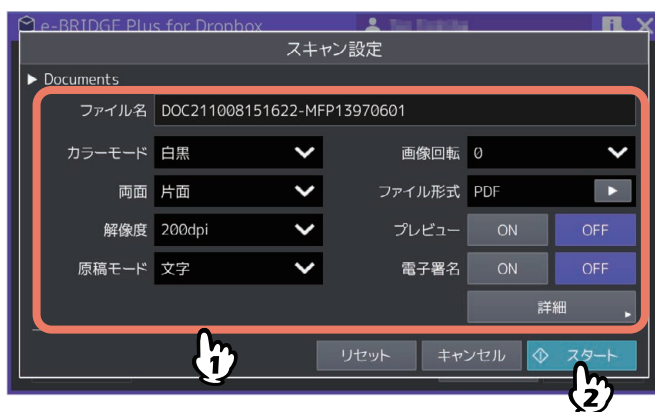 e-BRIDGE Plus for Dropbox
スキャン設定
▶ Documents
ファイル名 DOC211008151622-MFP13970601
カラーモード 白黒 画像回転 0
両面 片面 ファイル形式 PDF
解像度 200dpi プレビュー ON OFF
原稿モード 文字 電子署名 ON OFF
詳細
リセット キャンセル スタート
1
2